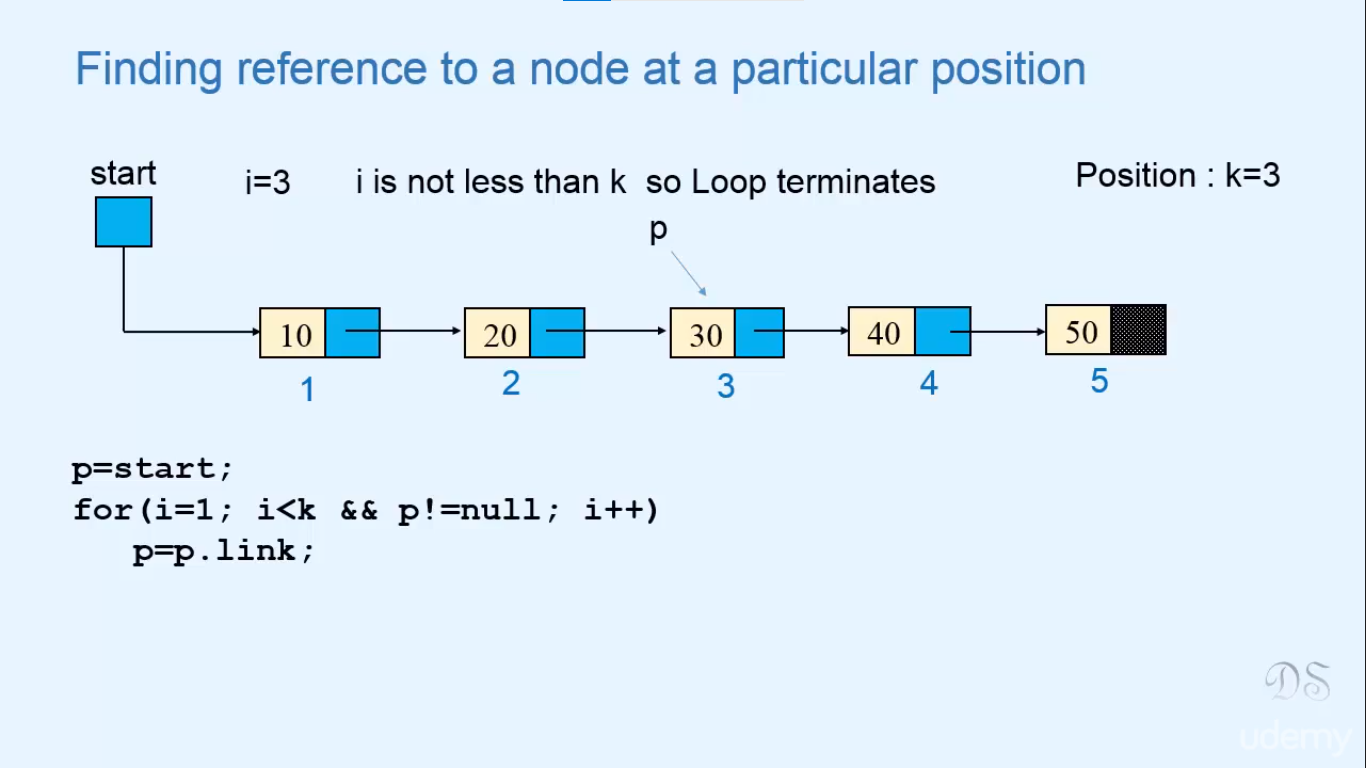 Finding reference to a node at a particular position
start
i=3 i is not less than k so Loop terminates
Position : k=3
p
10 20 30 40 50
1 2 3 4 5
p=start;
for(i=1; i<k && p!=null; i++)
p=p.link;
DS
udemy